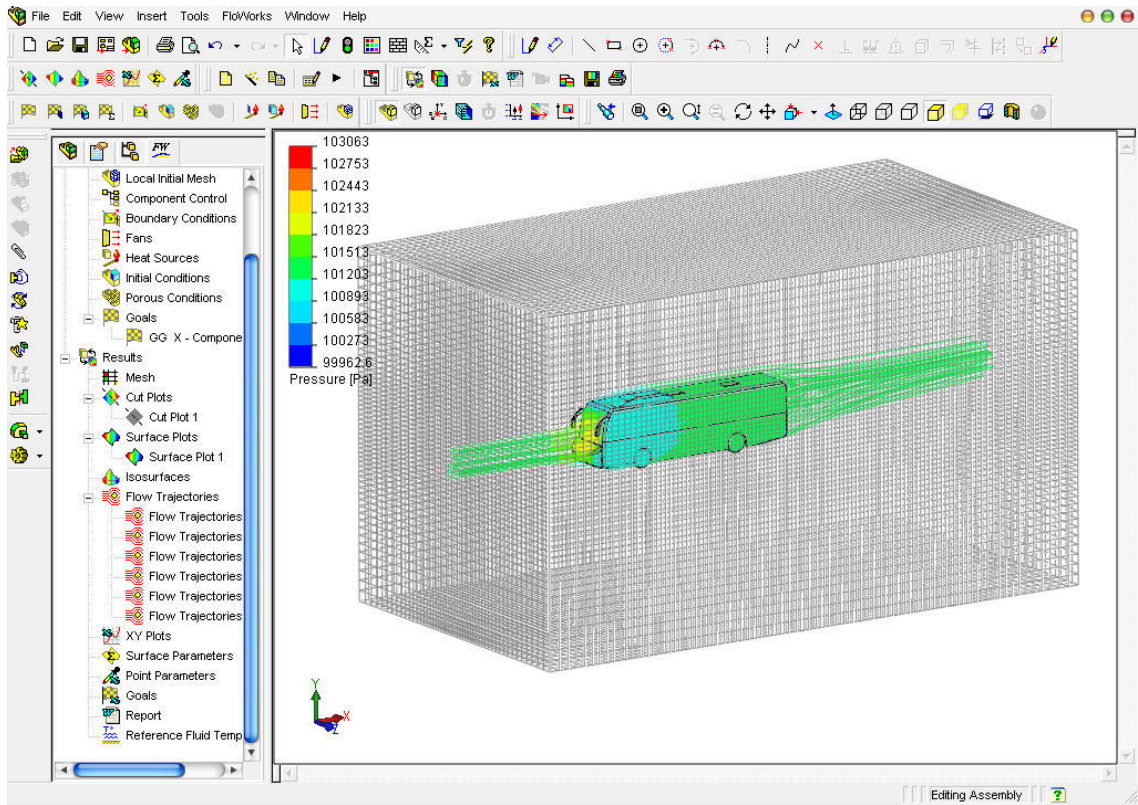 File Edit View Insert Tools FloWorks Window Help
FW
Local Initial Mesh
Component Control
Boundary Conditions
Fans
Heat Sources
Initial Conditions
Porous Conditions
Goals
GG X - Compone
Results
Mesh
Cut Plots
Cut Plot 1
Surface Plots
Surface Plot 1
Isosurfaces
Flow Trajectories
Flow Trajectories
Flow Trajectories
Flow Trajectories
Flow Trajectories
Flow Trajectories
Flow Trajectories
XY Plots
Surface Parameters
Point Parameters
Goals
Report
Reference Fluid Temp
103063
102753
102443
102133
101823
101513
101203
100893
100583
100273
99962.6
Pressure [Pa]
Y
X
Z
Editing Assembly